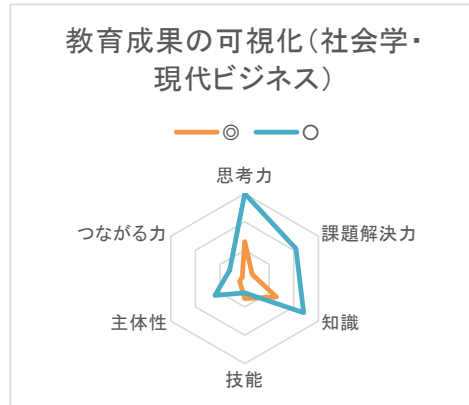 教育成果の可視化（社会学・
現代ビジネス）
◎ ○
思考力
課題解決力
知識
技能
主体性
つながる力